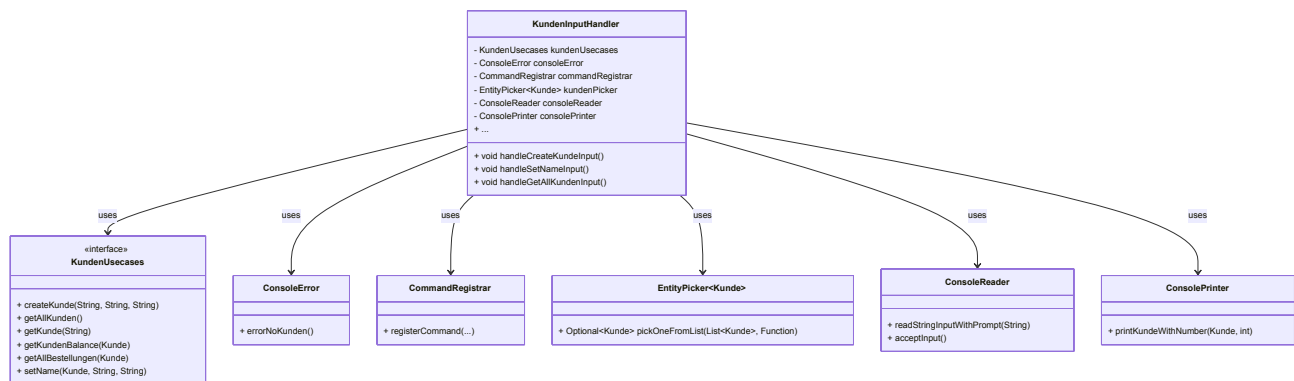 KundenInputHandler
- KundenUsecases kundenUsecases
- ConsoleError consoleError
- CommandRegistrar commandRegistrar
- EntityPicker<Kunde> kundenPicker
- ConsoleReader consoleReader
- ConsolePrinter consolePrinter
+ ...
+ void handleCreateKundeInput()
+ void handleSetNameInput()
+ void handleGetAllKundenInput()
uses
uses
uses
uses
uses
uses
«interface»
KundenUsecases
+ createKunde(String, String, String)
+ getAllKunden()
+ getKunde(String)
+ getKundenBalance(Kunde)
+ getAllBestellungen(Kunde)
+ setName(Kunde, String, String)
ConsoleError
+ errorNoKunden()
CommandRegistrar
+ registerCommand(...)
EntityPicker<Kunde>
+ Optional<Kunde> pickOneFromList(List<Kunde>, Function)
ConsoleReader
+ readStringInputWithPrompt(String)
+ acceptInput()
ConsolePrinter
+ printKundeWithNumber(Kunde, int)